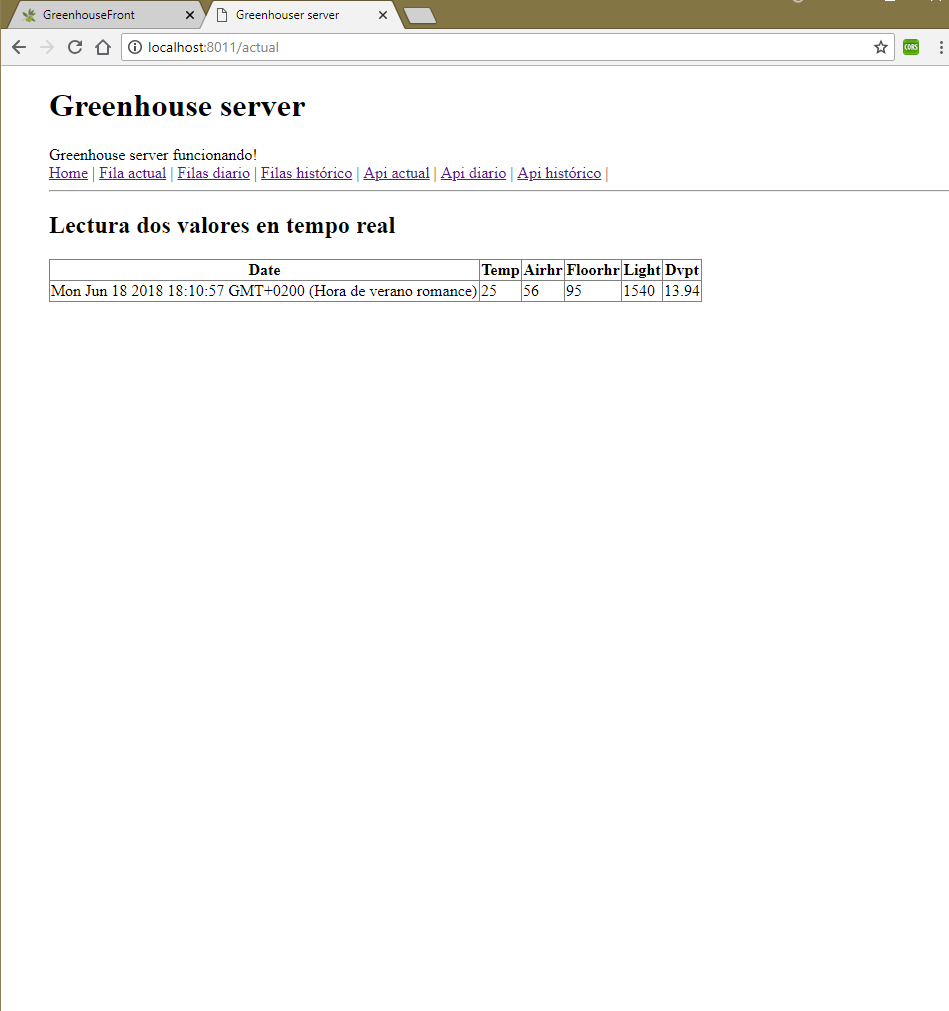 GreenhouseFront
Greenhouser server
localhost:8011/actual
CORS
Greenhouse server
Greenhouse server funcionando!
Home | Fila actual | Filas diario | Filas histórico | Api actual | Api diario | Api histórico |
Lectura dos valores en tempo real
Date Temp Airhr Floorhr Light Dvpt
Mon Jun 18 2018 18:10:57 GMT+0200 (Hora de verano romance) 25 56 95 1540 13.94